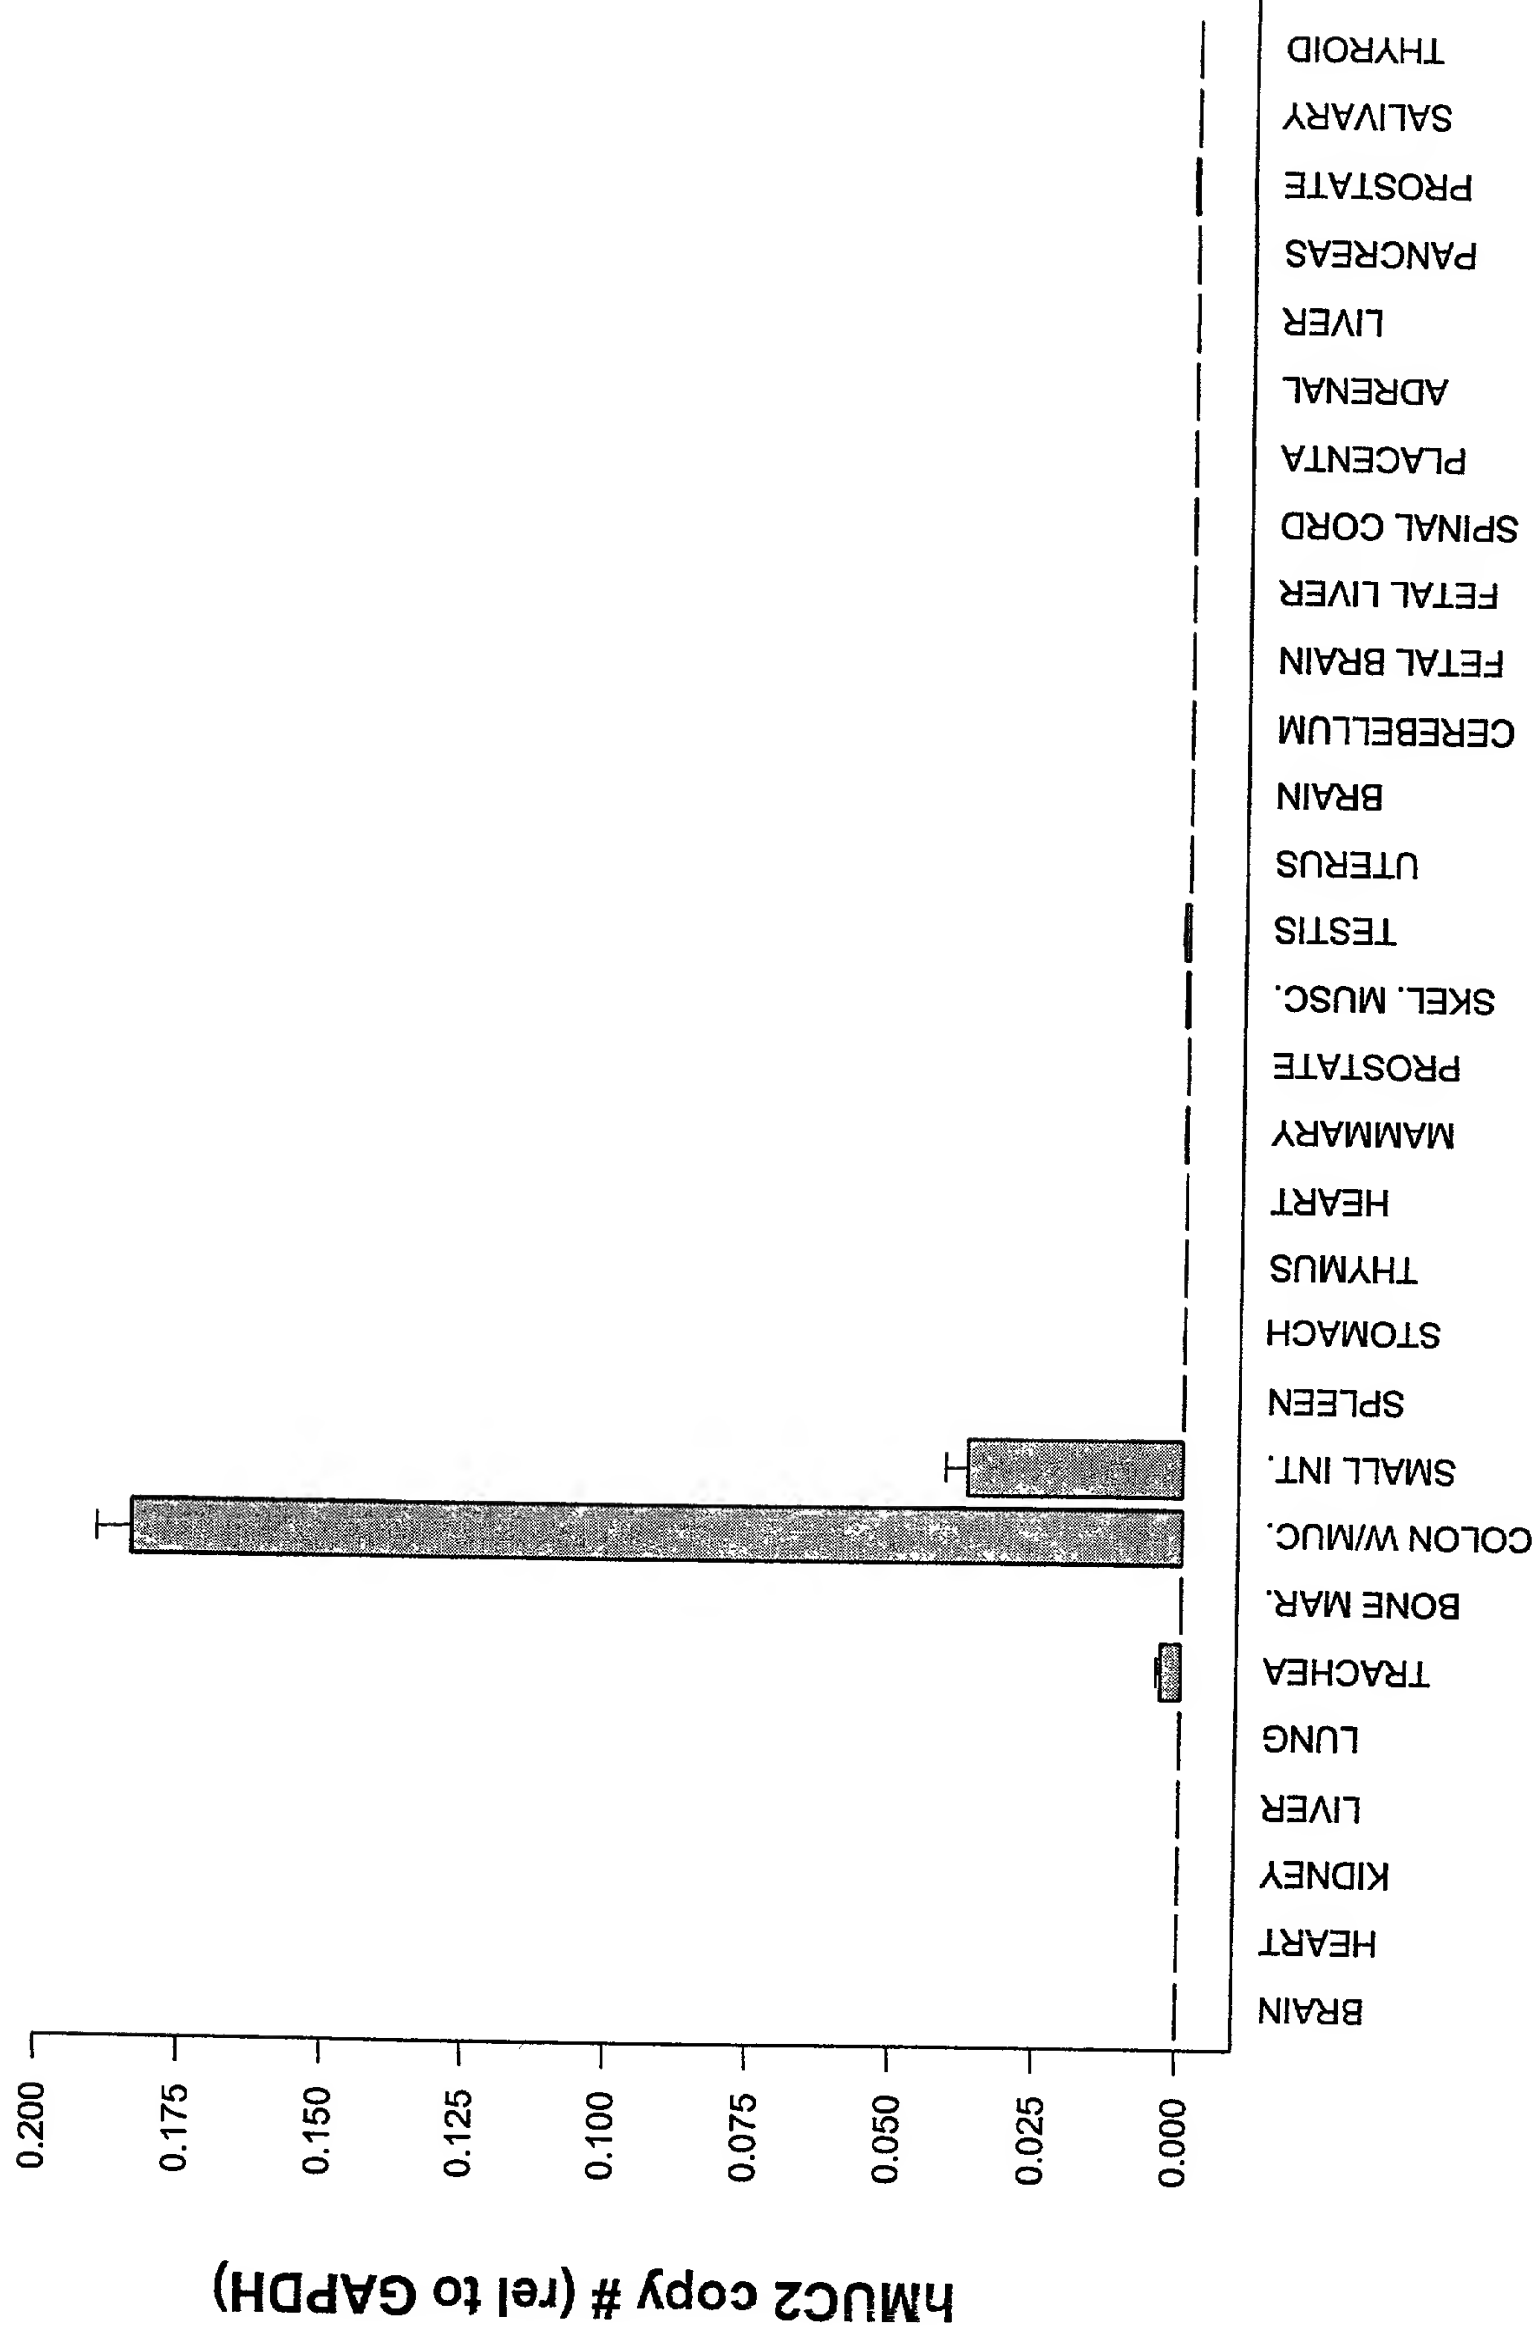 hMUC2 copy # (rel to GAPDH)
0.200
0.175
0.150
0.125
0.100
0.075
0.050
0.025
0.000
BRAIN
HEART
KIDNEY
LIVER
LUNG
TRACHEA
BONE MAR.
COLON W/MUC.
SMALL INT.
SPLEEN
STOMACH
THYMUS
HEART
MAMMARY
PROSTATE
SKEL. MUSC.
TESTIS
UTERUS
BRAIN
CEREBELLUM
FETAL BRAIN
FETAL LIVER
SPINAL CORD
PLACENTA
ADRENAL
LIVER
PANCREAS
PROSTATE
SALIVARY
THYROID